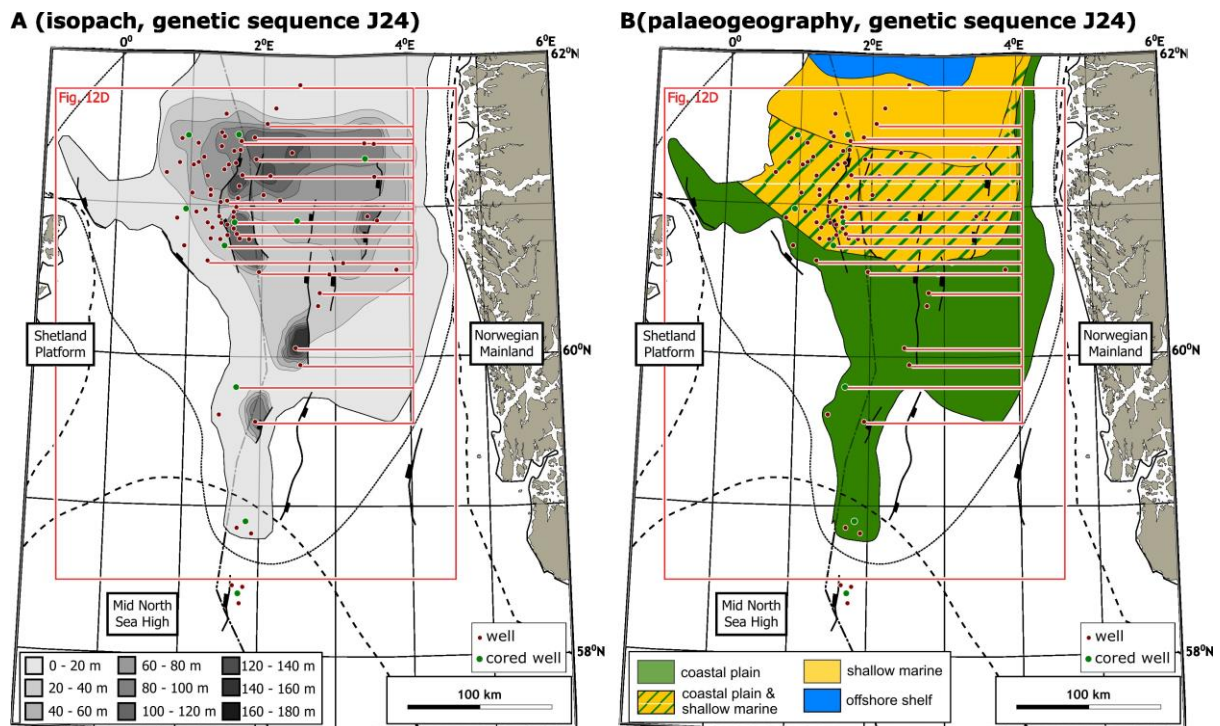 A (isopach, genetic sequence J24)
0⁰
2⁰E
4⁰E
6⁰E
62⁰N
Fig. 12D
Shetland
Platform
Norwegian
Mainland
60⁰N
Mid North
Sea High
well
cored well
58⁰N
0 - 20 m
60 - 80 m
120 - 140 m
20 - 40 m
80 - 100 m
140 - 160 m
40 - 60 m
100 - 120 m
160 - 180 m
100 km
B(palaeogeography, genetic sequence J24)
0⁰
2⁰E
4⁰E
6⁰E
62⁰N
Fig. 12D
Shetland
Platform
Norwegian
Mainland
60⁰N
Mid North
Sea High
well
cored well
58⁰N
coastal plain
shallow marine
coastal plain &
shallow marine
offshore shelf
100 km